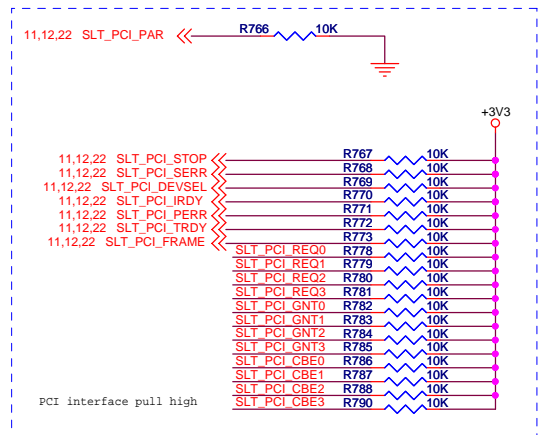 11,12,22 SLT_PCI_PAR R766 10K
+3V3
11,12,22 SLT_PCI_STOP R767 10K
11,12,22 SLT_PCI_SERR R768 10K
11,12,22 SLT_PCI_DEVSEL R769 10K
11,12,22 SLT_PCI_IRDY R770 10K
11,12,22 SLT_PCI_PERR R771 10K
11,12,22 SLT_PCI_TRDY R772 10K
11,12,22 SLT_PCI_FRAME R773 10K
SLT_PCI_REQ0 R778 10K
SLT_PCI_REQ1 R779 10K
SLT_PCI_REQ2 R780 10K
SLT_PCI_REQ3 R781 10K
SLT_PCI_GNT0 R782 10K
SLT_PCI_GNT1 R783 10K
SLT_PCI_GNT2 R784 10K
SLT_PCI_GNT3 R785 10K
SLT_PCI_CBE0 R786 10K
SLT_PCI_CBE1 R787 10K
SLT_PCI_CBE2 R788 10K
SLT_PCI_CBE3 R790 10K
PCI interface pull high